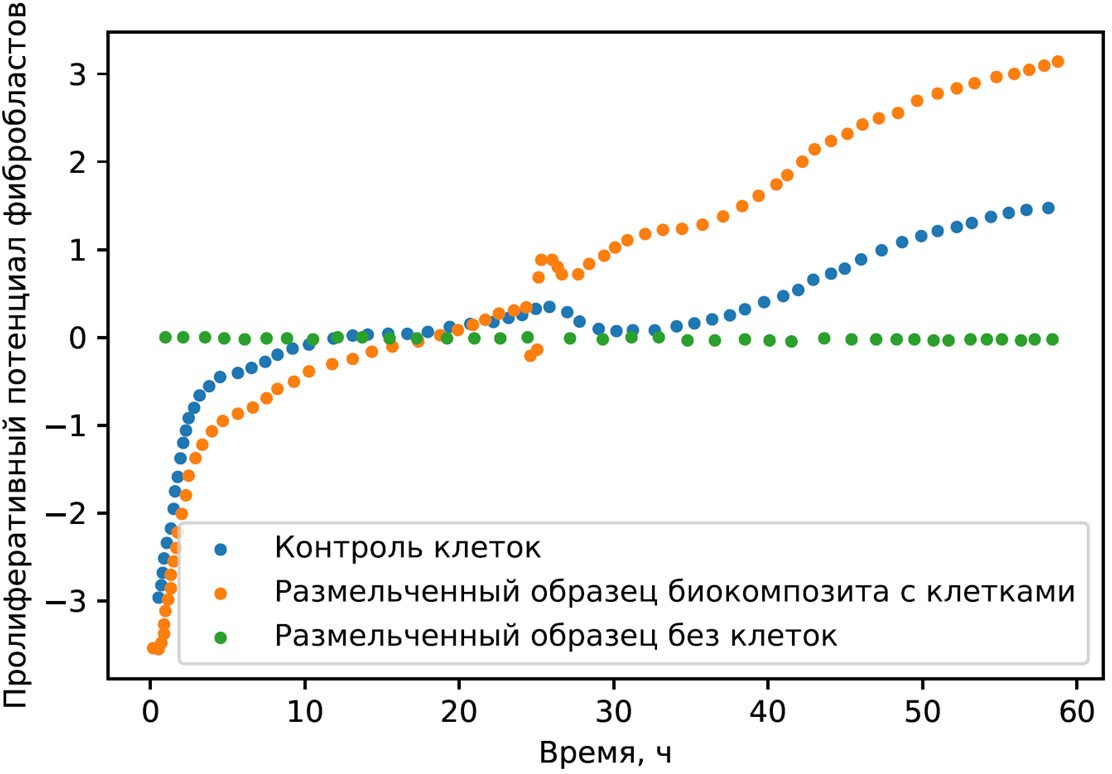 Пролиферативный потенциал фибробластов
3
2
1
0
−1
−2
−3
Контроль клеток
Размельченный образец биокомпозита с клетками
Размельченный образец без клеток
0 10 20 30 40 50 60
Время, ч